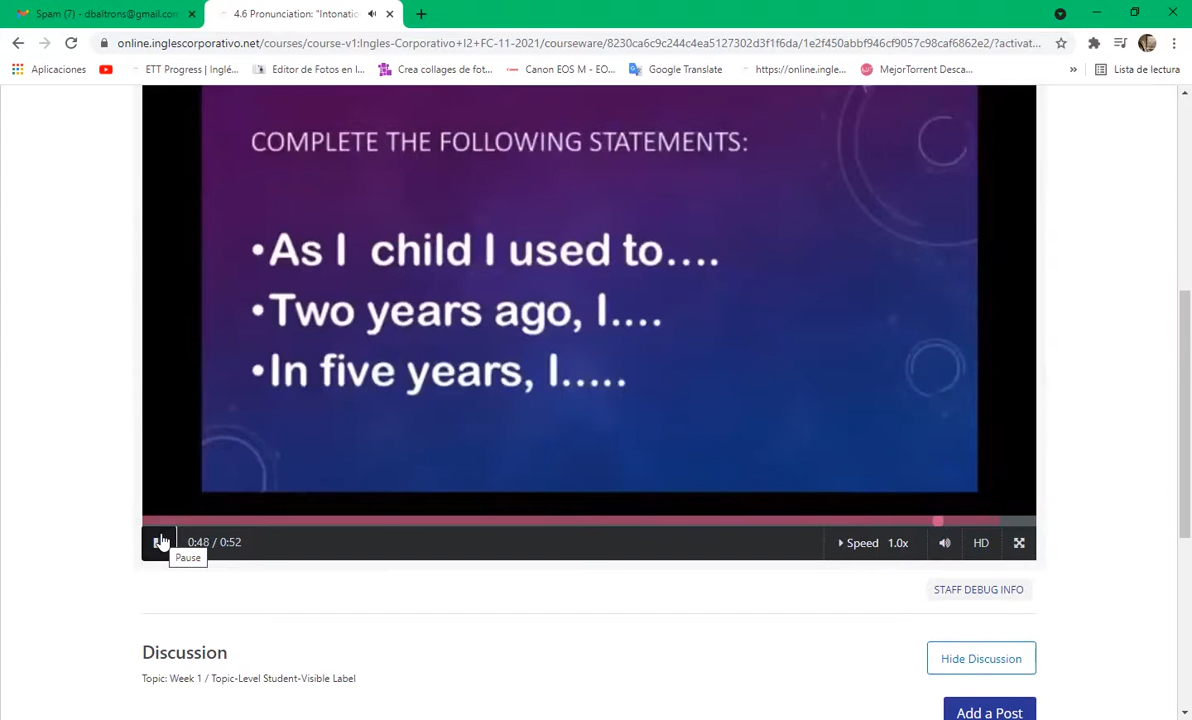 Spam (7) - dbaltrons@gmail.com
4.6 Pronunciation: "Intonatio
online.inglescorporativo.net/courses/course-v1:Ingles-Corporativo+I2+FC-11-2021/courseware/8230ca6c9c244c4ea5127302d3f1f6da/1e2f450abbf946cf9057c98caf6862e2/?activat...
Aplicaciones
ETT Progress | Inglé...
Editor de Fotos en l...
Crea collages de fot...
Canon EOS M - EO...
Google Translate
https://online.ingle...
MejorTorrent Desca...
»
Lista de lectura
COMPLETE THE FOLLOWING STATEMENTS:
•As I child I used to....
•Two years ago, I....
•In five years, I.....
0:48 / 0:52
Speed 1.0x
HD
Pause
STAFF DEBUG INFO
Discussion
Hide Discussion
Topic: Week 1 / Topic-Level Student-Visible Label
Add a Post